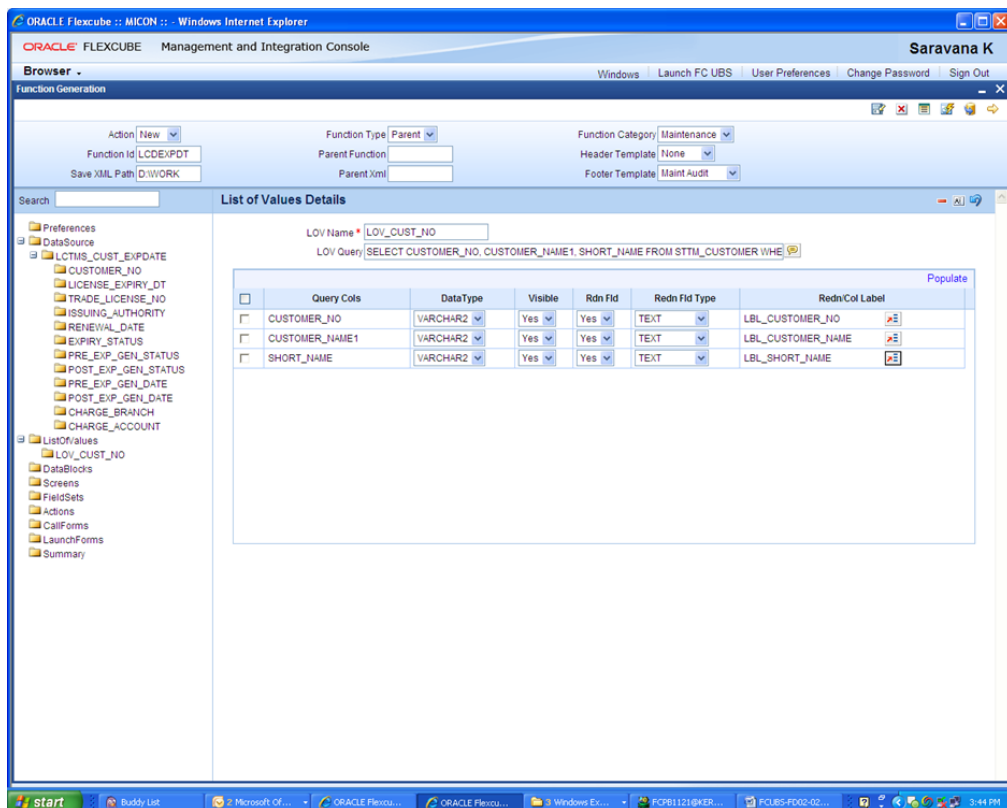 ORACLE Flexcube :: MICON :: - Windows Internet Explorer
ORACLE FLEXCUBE Management and Integration Console Saravana K
Browser Windows Launch FC UBS User Preferences Change Password Sign Out
Function Generation
Action New Function Type Parent Function Category Maintenance
Function Id LCDEXPDT Parent Function Header Template None
Save XML Path D:\WORK Parent Xml Footer Template Maint Audit
Search
List of Values Details
Preferences
DataSource
LCTMS_CUST_EXPDATE
CUSTOMER_NO
LICENSE_EXPIRY_DT
TRADE_LICENSE_NO
ISSUING_AUTHORITY
RENEWAL_DATE
EXPIRY_STATUS
PRE_EXP_GEN_STATUS
POST_EXP_GEN_STATUS
PRE_EXP_GEN_DATE
POST_EXP_GEN_DATE
CHARGE_BRANCH
CHARGE_ACCOUNT
ListOfValues
LOV_CUST_NO
DataBlocks
Screens
FieldSets
Actions
CallForms
LaunchForms
Summary
LOV Name * LOV_CUST_NO
LOV Query SELECT CUSTOMER_NO, CUSTOMER_NAME1, SHORT_NAME FROM STTM_CUSTOMER WHE
Populate
Query Cols DataType Visible Rdn Fld Redn Fld Type Redn/Col Label
CUSTOMER_NO VARCHAR2 Yes Yes TEXT LBL_CUSTOMER_NO
CUSTOMER_NAME1 VARCHAR2 Yes Yes TEXT LBL_CUSTOMER_NAME
SHORT_NAME VARCHAR2 Yes Yes TEXT LBL_SHORT_NAME
start Buddy List 2 Microsoft Of... ORACLE Flexcu... ORACLE Flexcu... 3 Windows Ex... FCPB1121@KER... FCUBS-FD02-02... 3:44 PM